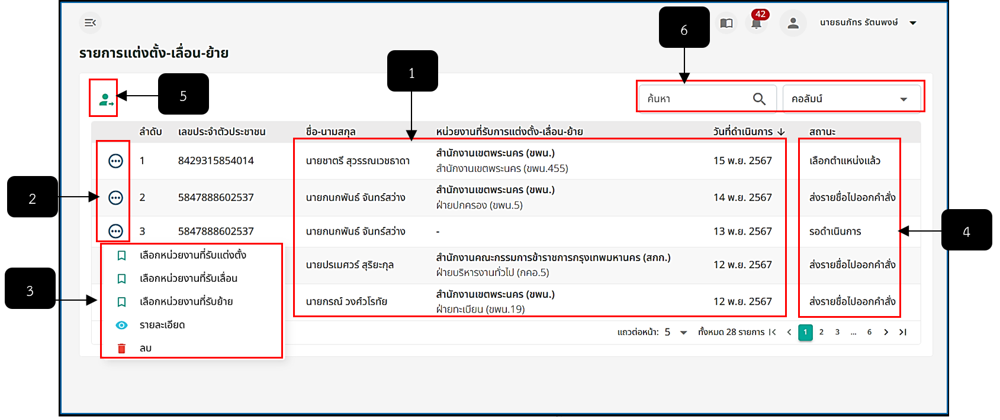 6
42
นายธนภัทร รัตนพงษ์
รายการแต่งตั้ง-เลื่อน-ย้าย
1
5
ค้นหา
คอลัมน์
ลำดับ เลขประจำตัวประชาชน ชื่อ-นามสกุล หน่วยงานที่รับการแต่งตั้ง-เลื่อน-ย้าย วันที่ดำเนินการ สถานะ
1 8429315854014 นายชาตรี สุวรรณเวชธาดา สำนักงานเขตพระนคร (ขพน.) 15 พ.ย. 2567 เลือกตำแหน่งแล้ว
สำนักงานเขตพระนคร (ขพน.455)
2
2 5847888602537 นายกนกพันธ์ จันทร์สว่าง สำนักงานเขตพระนคร (ขพน.) 14 พ.ย. 2567 ส่งรายชื่อไปออกคำสั่ง
ฝ่ายปกครอง (ขพน.5)
3 5847888602537 นายกนกพันธ์ จันทร์สว่าง - 13 พ.ย. 2567 รอดำเนินการ
4
เลือกหน่วยงานที่รับแต่งตั้ง
นายปรเมศวร์ สุริยะกุล สำนักงานคณะกรรมการข้าราชการกรุงเทพมหานคร (สกก.) 12 พ.ย. 2567 ส่งรายชื่อไปออกคำสั่ง
ฝ่ายบริหารงานทั่วไป (กคอ.5)
เลือกหน่วยงานที่รับเลื่อน
3
เลือกหน่วยงานที่รับย้าย
นายกรณ์ วงศ์วโรทัย สำนักงานเขตพระนคร (ขพน.) 12 พ.ย. 2567 ส่งรายชื่อไปออกคำสั่ง
ฝ่ายทะเบียน (ขพน.19)
รายละเอียด
ลบ
แถวต่อหน้า: 5 ทั้งหมด 28 รายการ 1 2 3 ... 6